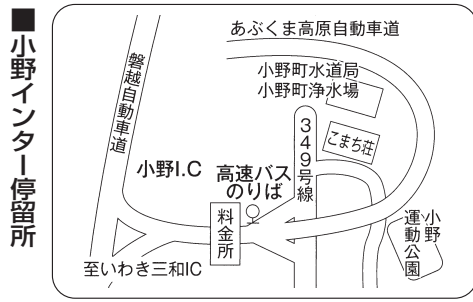 ■小野インター停留所
あぶくま高原自動車道
磐越自動車道
小野町水道局
小野町浄水場
こまち荘
349号線
小野I.C
高速バス
のりば
料金所
小野
運動公園
至いわき三和IC